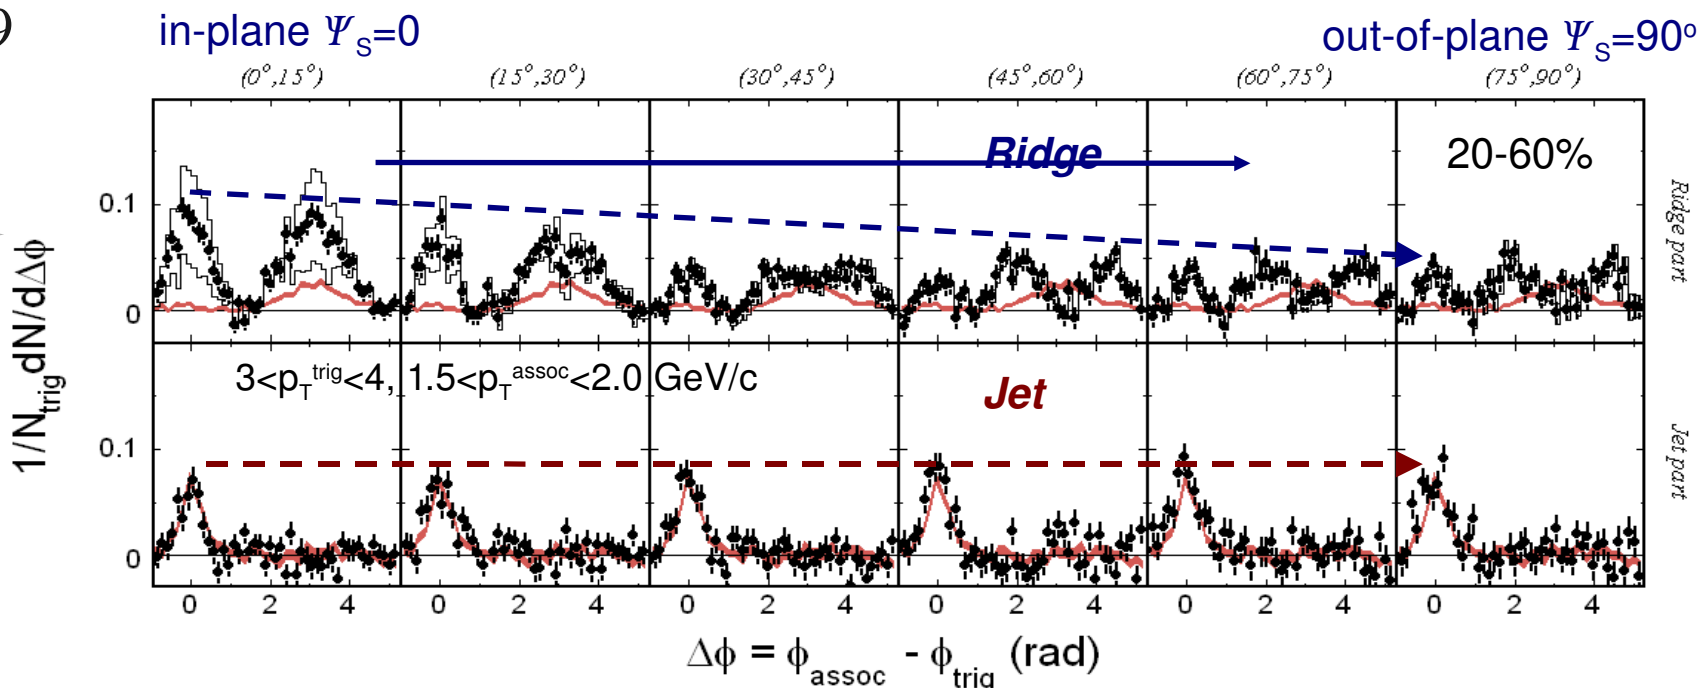 9
in-plane Ψ_S=0
out-of-plane Ψ_S=90°
(0°,15°) (15°,30°) (30°,45°) (45°,60°) (60°,75°) (75°,90°)
Ridge
20-60%
0.1
0
Ridge part
3<p_T^trig<4, 1.5<p_T^assoc<2.0 GeV/c
Jet
0.1
0
Jet part
1/N_trig dN/dΔϕ
0 2 4 0 2 4 0 2 4 0 2 4 0 2 4 0 2 4
Δϕ = ϕ_assoc - ϕ_trig (rad)